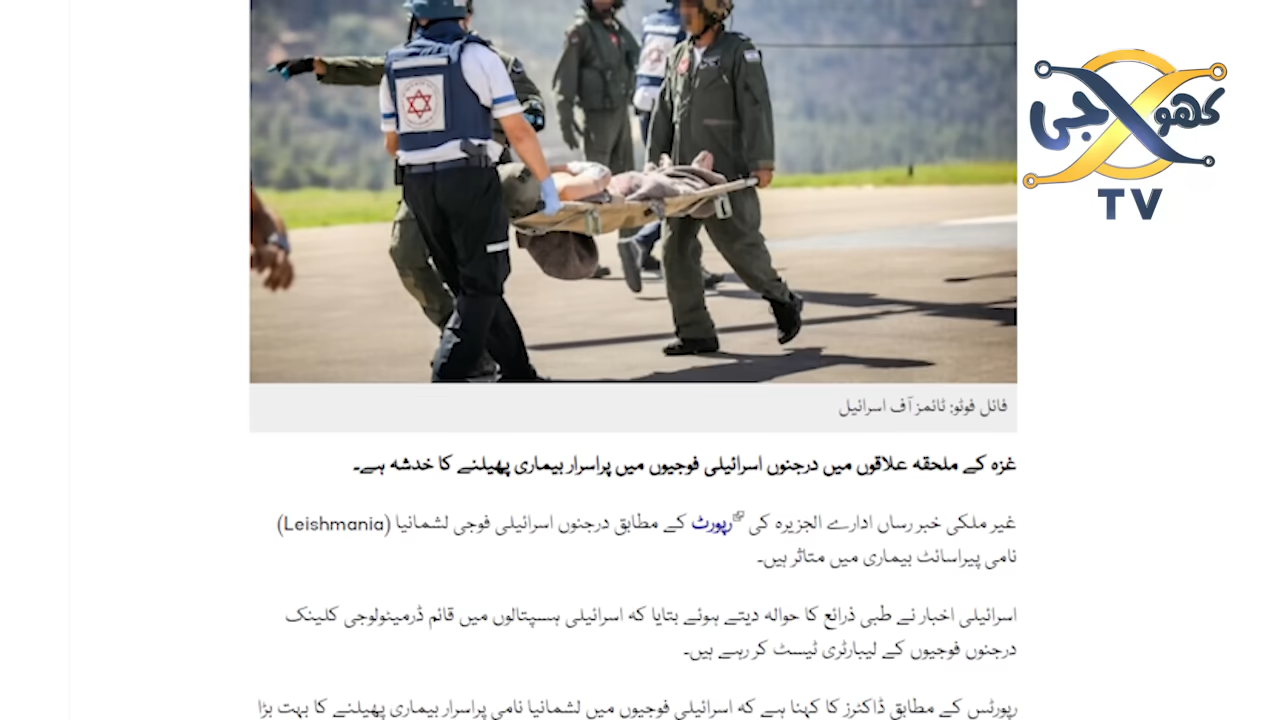 کھوجی
TV
فائل فوٹو: ٹائمز آف اسرائیل
غزہ کے ملحقہ علاقوں میں درجنوں اسرائیلی فوجیوں میں پراسرار بیماری پھیلنے کا خدشہ ہے۔
غیر ملکی خبر رساں ادارے الجزیرہ کی رپورٹ کے مطابق درجنوں اسرائیلی فوجی لشمانیا (Leishmania)
نامی پیراسائٹ بیماری میں متاثر ہیں۔
اسرائیلی اخبار نے طبی ذرائع کا حوالہ دیتے ہوئے بتایا کہ اسرائیلی ہسپتالوں میں قائم ڈرمیٹولوجی کلینک
درجنوں فوجیوں کے لیبارٹری ٹیسٹ کر رہے ہیں۔
رپورٹس کے مطابق ڈاکٹرز کا کہنا ہے کہ اسرائیلی فوجیوں میں لشمانیا نامی پراسرار بیماری پھیلنے کا بہت بڑا